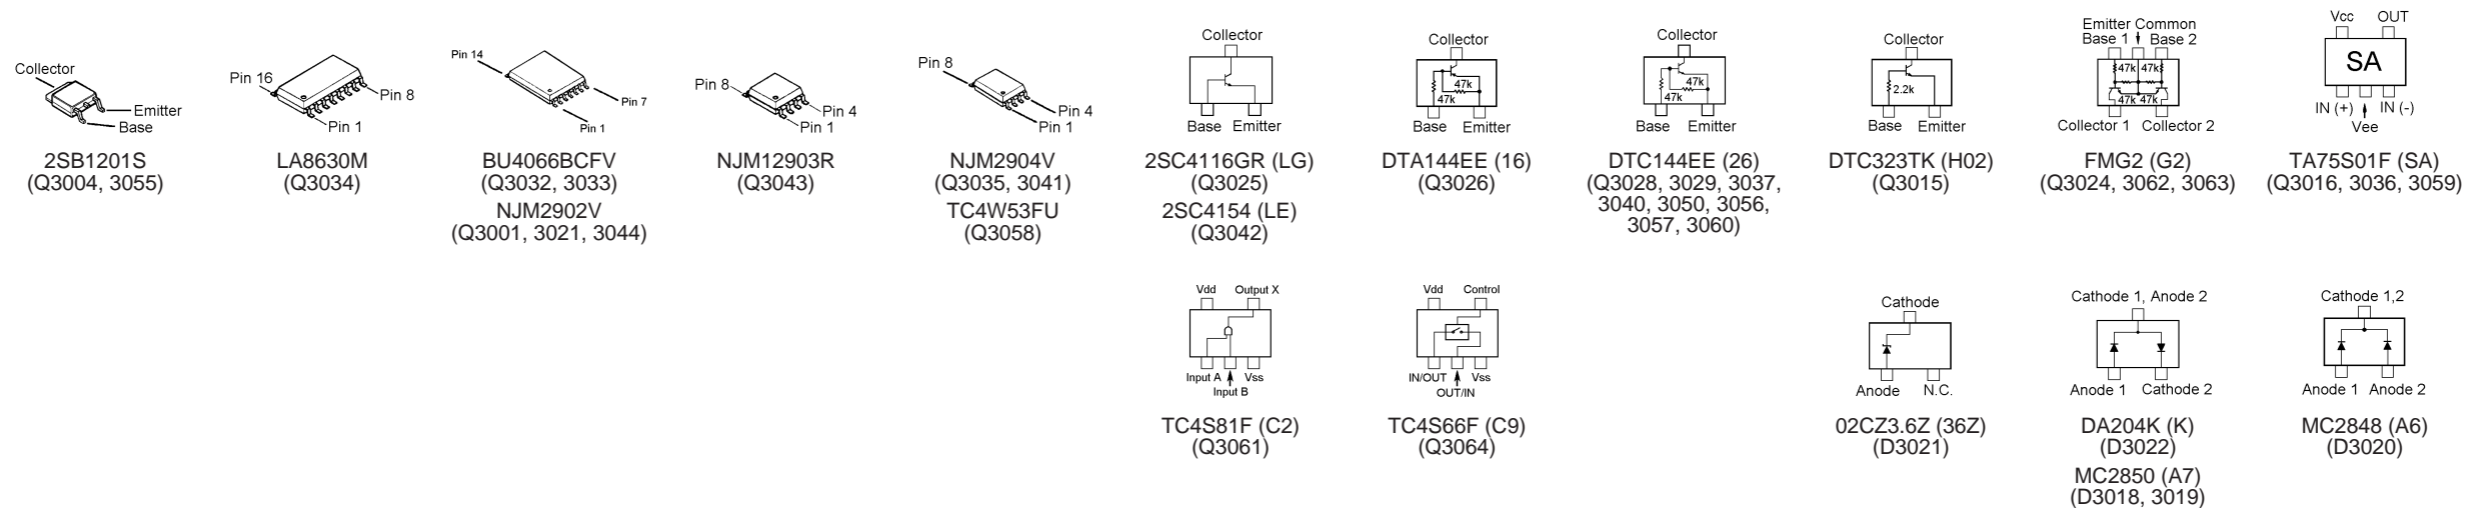 Collector
Emitter
Base
2SB1201S
(Q3004, 3055)
Pin 16
Pin 8
Pin 1
LA8630M
(Q3034)
Pin 14
Pin 7
Pin 1
BU4066BCFV
(Q3032, 3033)
NJM2902V
(Q3001, 3021, 3044)
Pin 8
Pin 4
Pin 1
NJM12903R
(Q3043)
Pin 8
Pin 4
Pin 1
NJM2904V
(Q3035, 3041)
TC4W53FU
(Q3058)
Collector
Base Emitter
2SC4116GR (LG)
(Q3025)
2SC4154 (LE)
(Q3042)
Collector
47k
47k
Base Emitter
DTA144EE (16)
(Q3026)
Collector
47k
47k
Base Emitter
DTC144EE (26)
(Q3028, 3029, 3037,
3040, 3050, 3056,
3057, 3060)
Collector
2.2k
Base Emitter
DTC323TK (H02)
(Q3015)
Emitter Common
Base 1 Base 2
47k 47k
47k 47k
Collector 1 Collector 2
FMG2 (G2)
(Q3024, 3062, 3063)
Vcc OUT
SA
IN (+) IN (-)
Vee
TA75S01F (SA)
(Q3016, 3036, 3059)
Vdd Output X
Input A Vss
Input B
TC4S81F (C2)
(Q3061)
Vdd Control
IN/OUT Vss
OUT/IN
TC4S66F (C9)
(Q3064)
Cathode
Anode N.C.
02CZ3.6Z (36Z)
(D3021)
Cathode 1, Anode 2
Anode 1 Cathode 2
DA204K (K)
(D3022)
MC2850 (A7)
(D3018, 3019)
Cathode 1,2
Anode 1 Anode 2
MC2848 (A6)
(D3020)